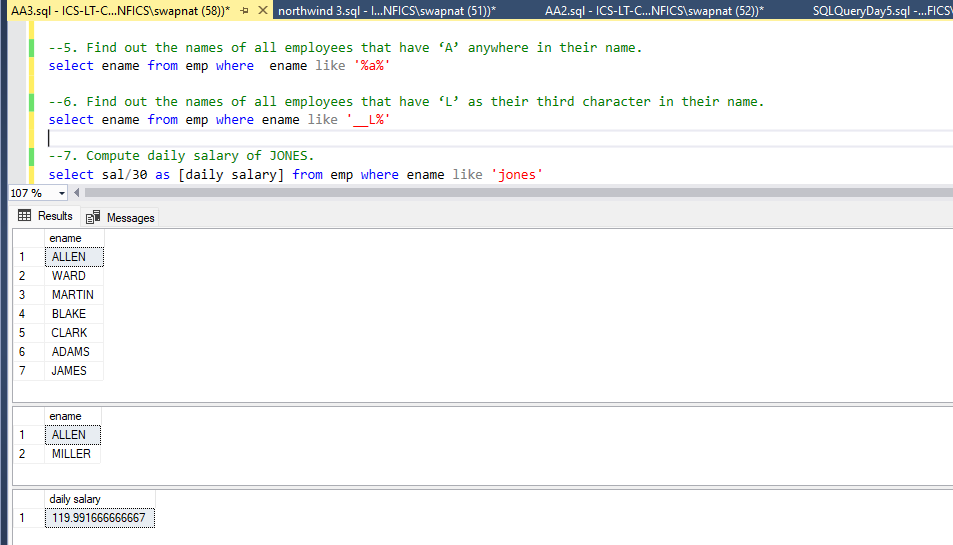 AA3.sql - ICS-LT-C...NFICS\swapnat (58))*
northwind 3.sql - I...NFICS\swapnat (51))*
AA2.sql - ICS-LT-C...NFICS\swapnat (52))*
SQLQueryDay5.sql -...FICS\
--5. Find out the names of all employees that have ‘A’ anywhere in their name.
select ename from emp where  ename like '%a%'
--6. Find out the names of all employees that have ‘L’ as their third character in their name.
select ename from emp where ename like '__L%'
--7. Compute daily salary of JONES.
select sal/30 as [daily salary] from emp where ename like 'jones'
107 %
Results Messages
ename
1 ALLEN
2 WARD
3 MARTIN
4 BLAKE
5 CLARK
6 ADAMS
7 JAMES
ename
1 ALLEN
2 MILLER
daily salary
1 119.991666666667